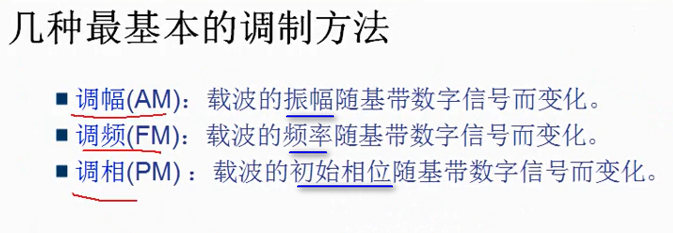 几种最基本的调制方法
调幅(AM)：载波的振幅随基带数字信号而变化。
调频(FM)：载波的频率随基带数字信号而变化。
调相(PM) ：载波的初始相位随基带数字信号而变化。